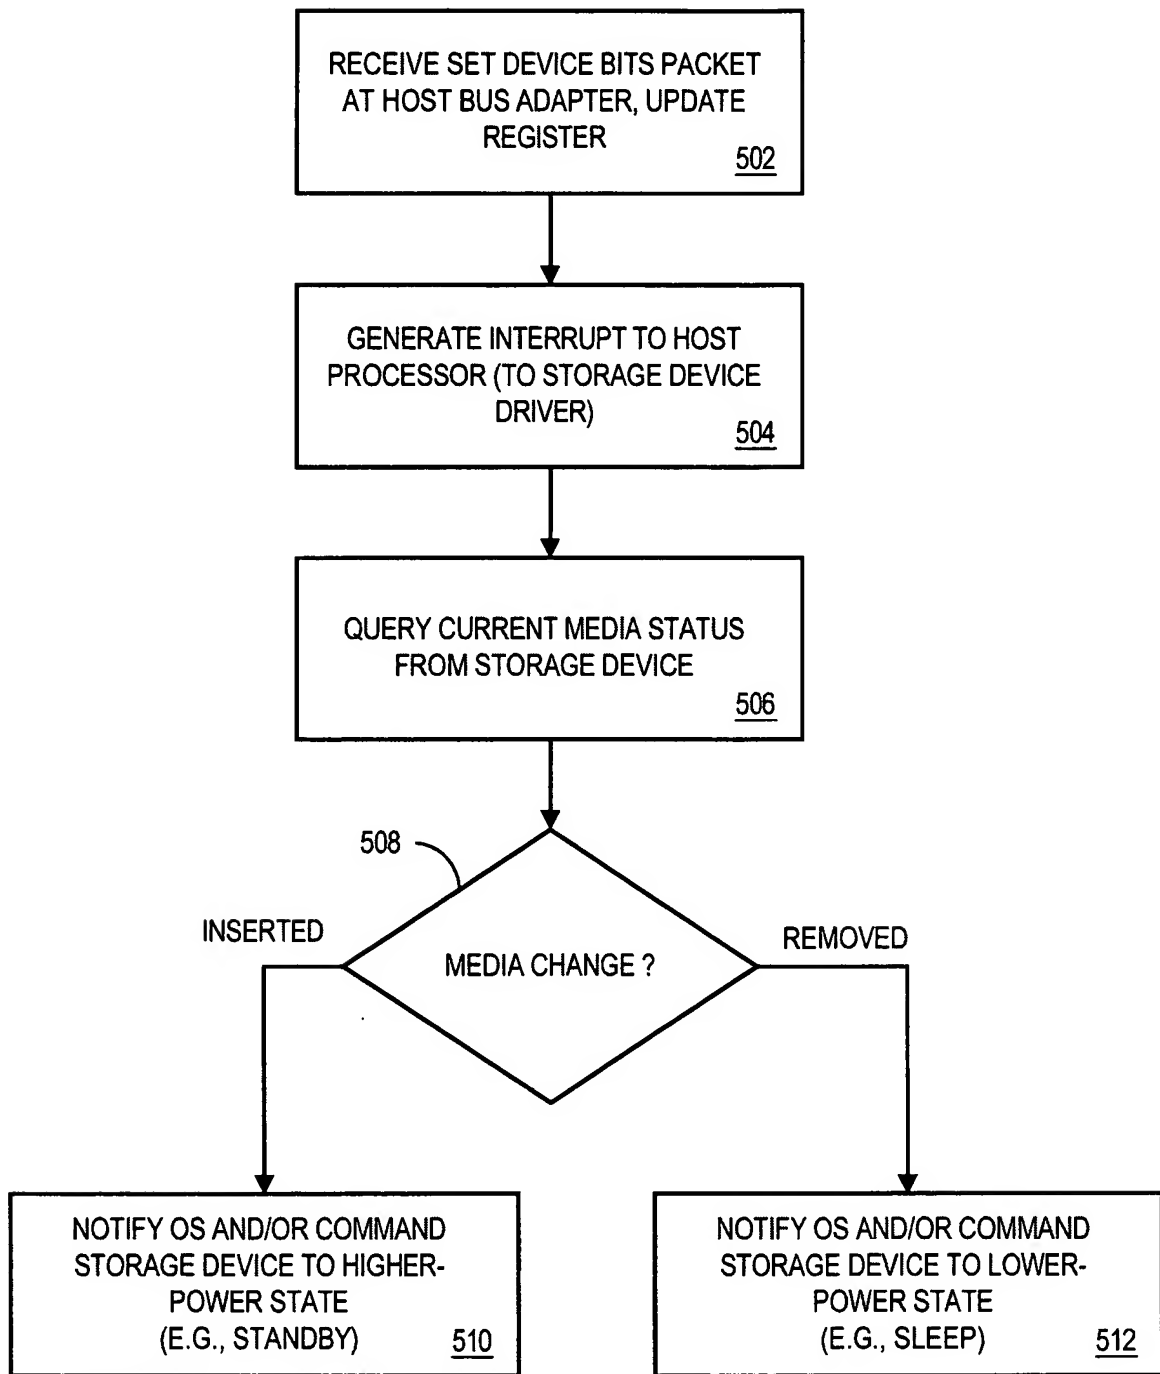 RECEIVE SET DEVICE BITS PACKET
AT HOST BUS ADAPTER, UPDATE
REGISTER
502
GENERATE INTERRUPT TO HOST
PROCESSOR (TO STORAGE DEVICE
DRIVER)
504
QUERY CURRENT MEDIA STATUS
FROM STORAGE DEVICE
506
508
INSERTED
REMOVED
MEDIA CHANGE ?
NOTIFY OS AND/OR COMMAND
STORAGE DEVICE TO HIGHER-
POWER STATE
(E.G., STANDBY)
510
NOTIFY OS AND/OR COMMAND
STORAGE DEVICE TO LOWER-
POWER STATE
(E.G., SLEEP)
512